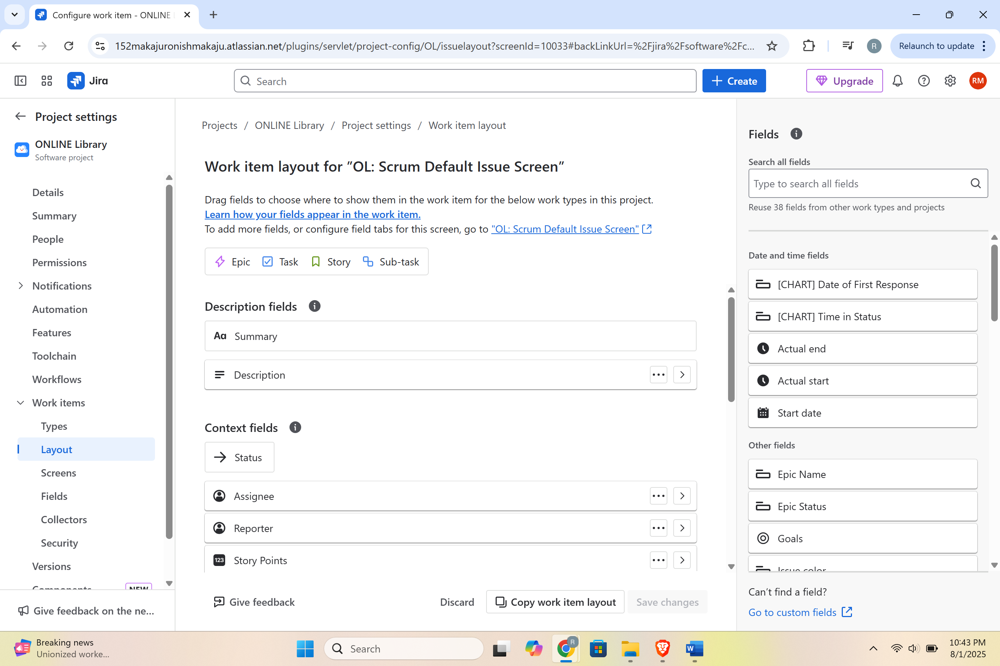 Configure work item - ONLINE
152makajuronishmakaju.atlassian.net/plugins/servlet/project-config/OL/issuelayout?screenId=10033#backLinkUrl=%2Fjira%2Fsoftware%2Fc...
R
Relaunch to update
Jira
Search
Create
Upgrade
RM
Project settings
ONLINE Library
Software project
Details
Summary
People
Permissions
Notifications
Automation
Features
Toolchain
Workflows
Work items
Types
Layout
Screens
Fields
Collectors
Security
Versions
Components NEW
Give feedback on the ne...
Projects / ONLINE Library / Project settings / Work item layout
Work item layout for ”OL: Scrum Default Issue Screen”
Drag fields to choose where to show them in the work item for the below work types in this project.
Learn how your fields appear in the work item.
To add more fields, or configure field tabs for this screen, go to "OL: Scrum Default Issue Screen"
Epic Task Story Sub-task
Description fields
Aa Summary
Description
Context fields
Status
Assignee
Reporter
123 Story Points
Give feedback
Discard
Copy work item layout
Save changes
Fields
Search all fields
Type to search all fields
Reuse 38 fields from other work types and projects
Date and time fields
[CHART] Date of First Response
[CHART] Time in Status
Actual end
Actual start
Start date
Other fields
Epic Name
Epic Status
Goals
Issue color
Can’t find a field?
Go to custom fields
Breaking news
Unionized worke...
Search
R
W
10:43 PM
8/1/2025